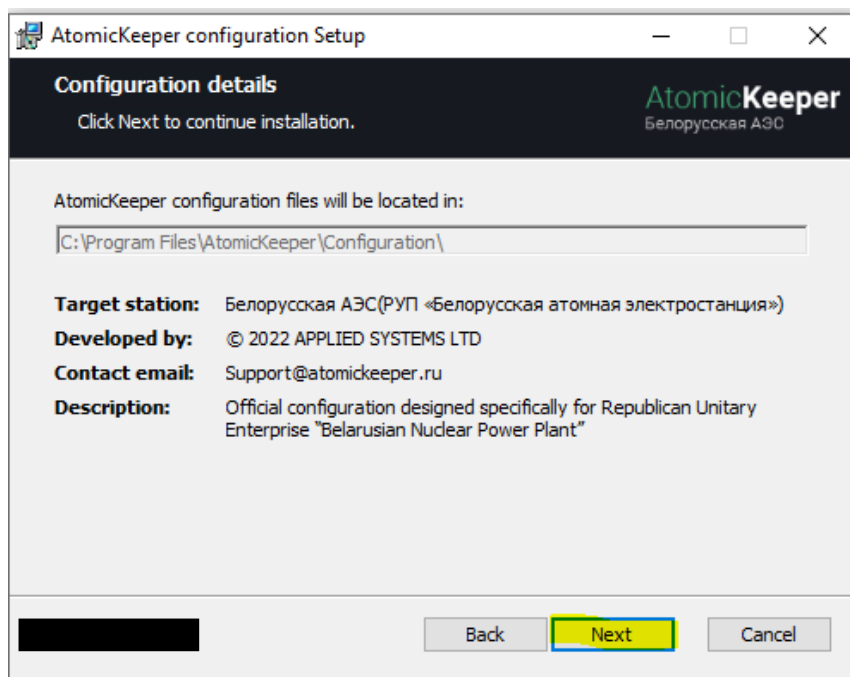 AtomicKeeper configuration Setup
Configuration details
Click Next to continue installation.
AtomicKeeper
Белорусская АЭС
AtomicKeeper configuration files will be located in:
C:\Program Files\AtomicKeeper\Configuration\
Target station: Белорусская АЭС(РУП «Белорусская атомная электростанция»)
Developed by: © 2022 APPLIED SYSTEMS LTD
Contact email: Support@atomickeeper.ru
Description: Official configuration designed specifically for Republican Unitary
Enterprise "Belarusian Nuclear Power Plant”
Back Next Cancel